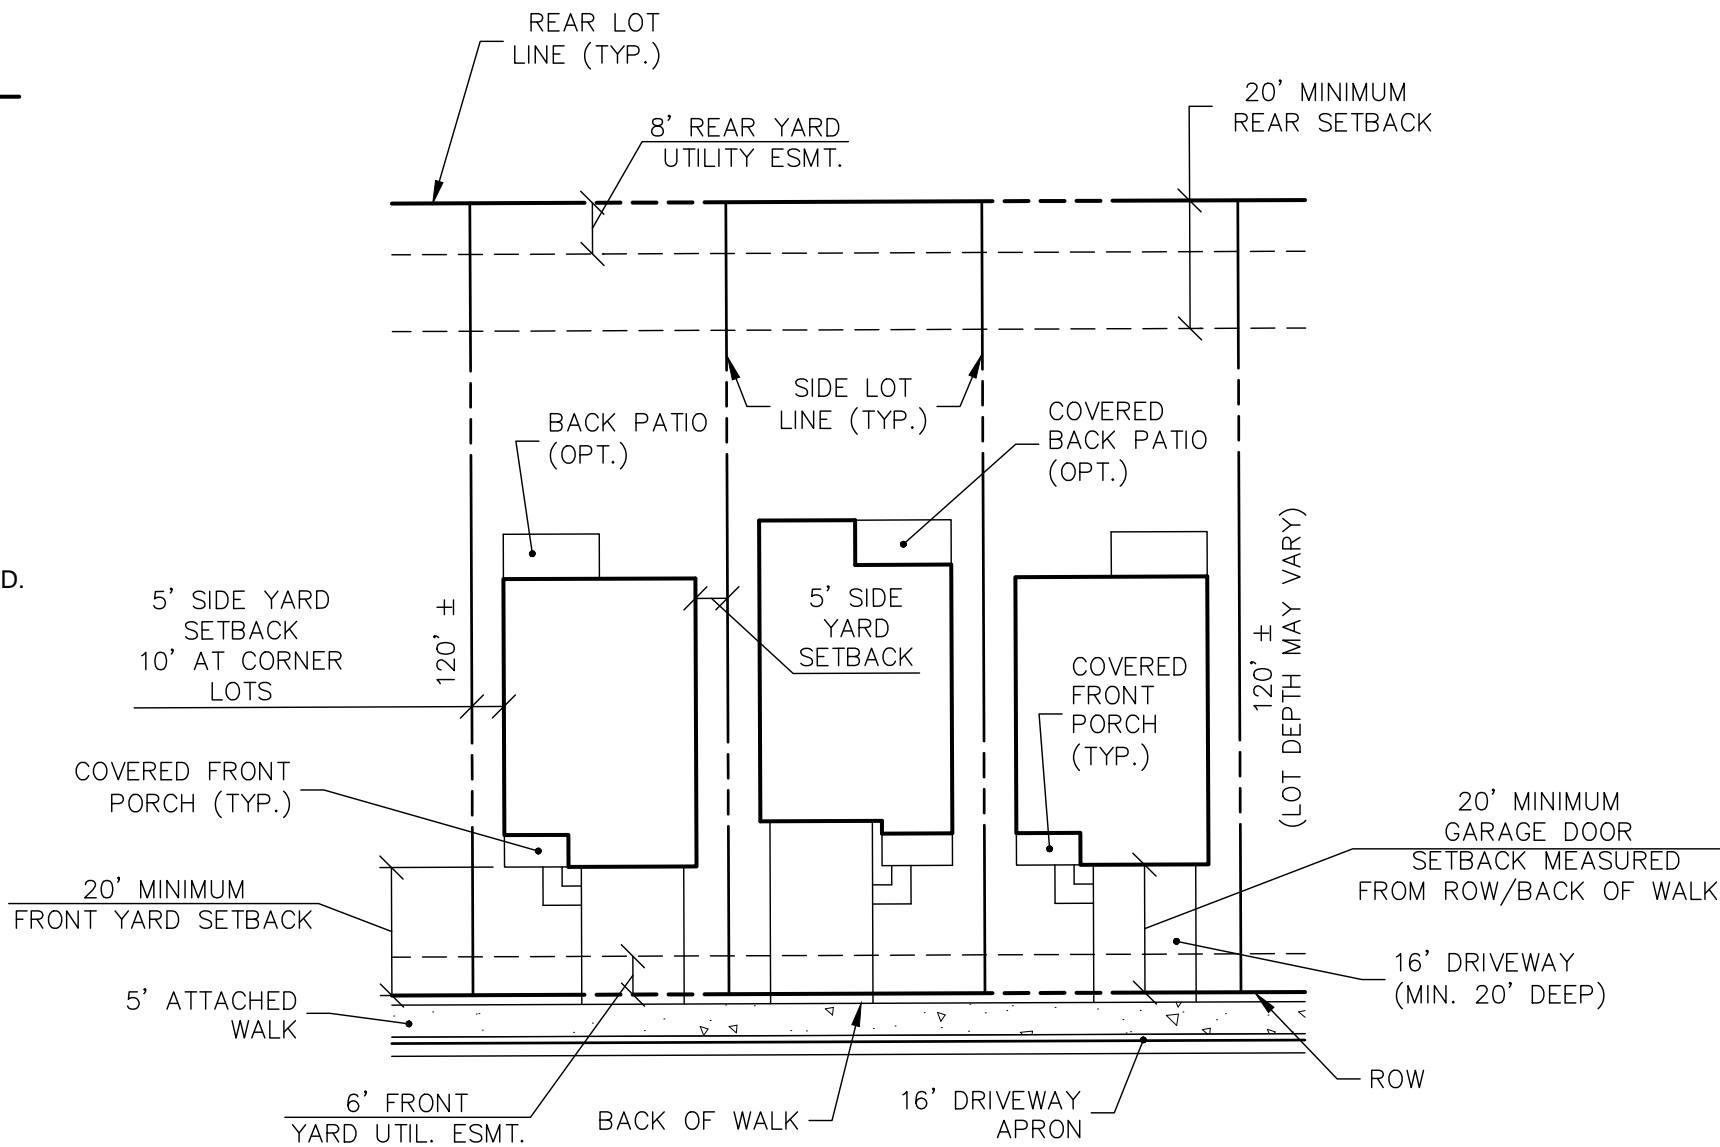 REAR LOT
LINE (TYP.)
20' MINIMUM
REAR SETBACK
8' REAR YARD
UTILITY ESMT.
SIDE LOT
LINE (TYP.)
BACK PATIO
(OPT.)
COVERED
BACK PATIO
(OPT.)
D.
5' SIDE YARD
SETBACK
10' AT CORNER
LOTS
120' ±
5' SIDE
YARD
SETBACK
COVERED
FRONT
PORCH
(TYP.)
120' ±
(LOT DEPTH MAY VARY)
COVERED FRONT
PORCH (TYP.)
20' MINIMUM
GARAGE DOOR
SETBACK MEASURED
FROM ROW/BACK OF WALK
20' MINIMUM
FRONT YARD SETBACK
16' DRIVEWAY
(MIN. 20' DEEP)
5' ATTACHED
WALK
ROW
6' FRONT
YARD UTIL. ESMT.
BACK OF WALK
16' DRIVEWAY
APRON